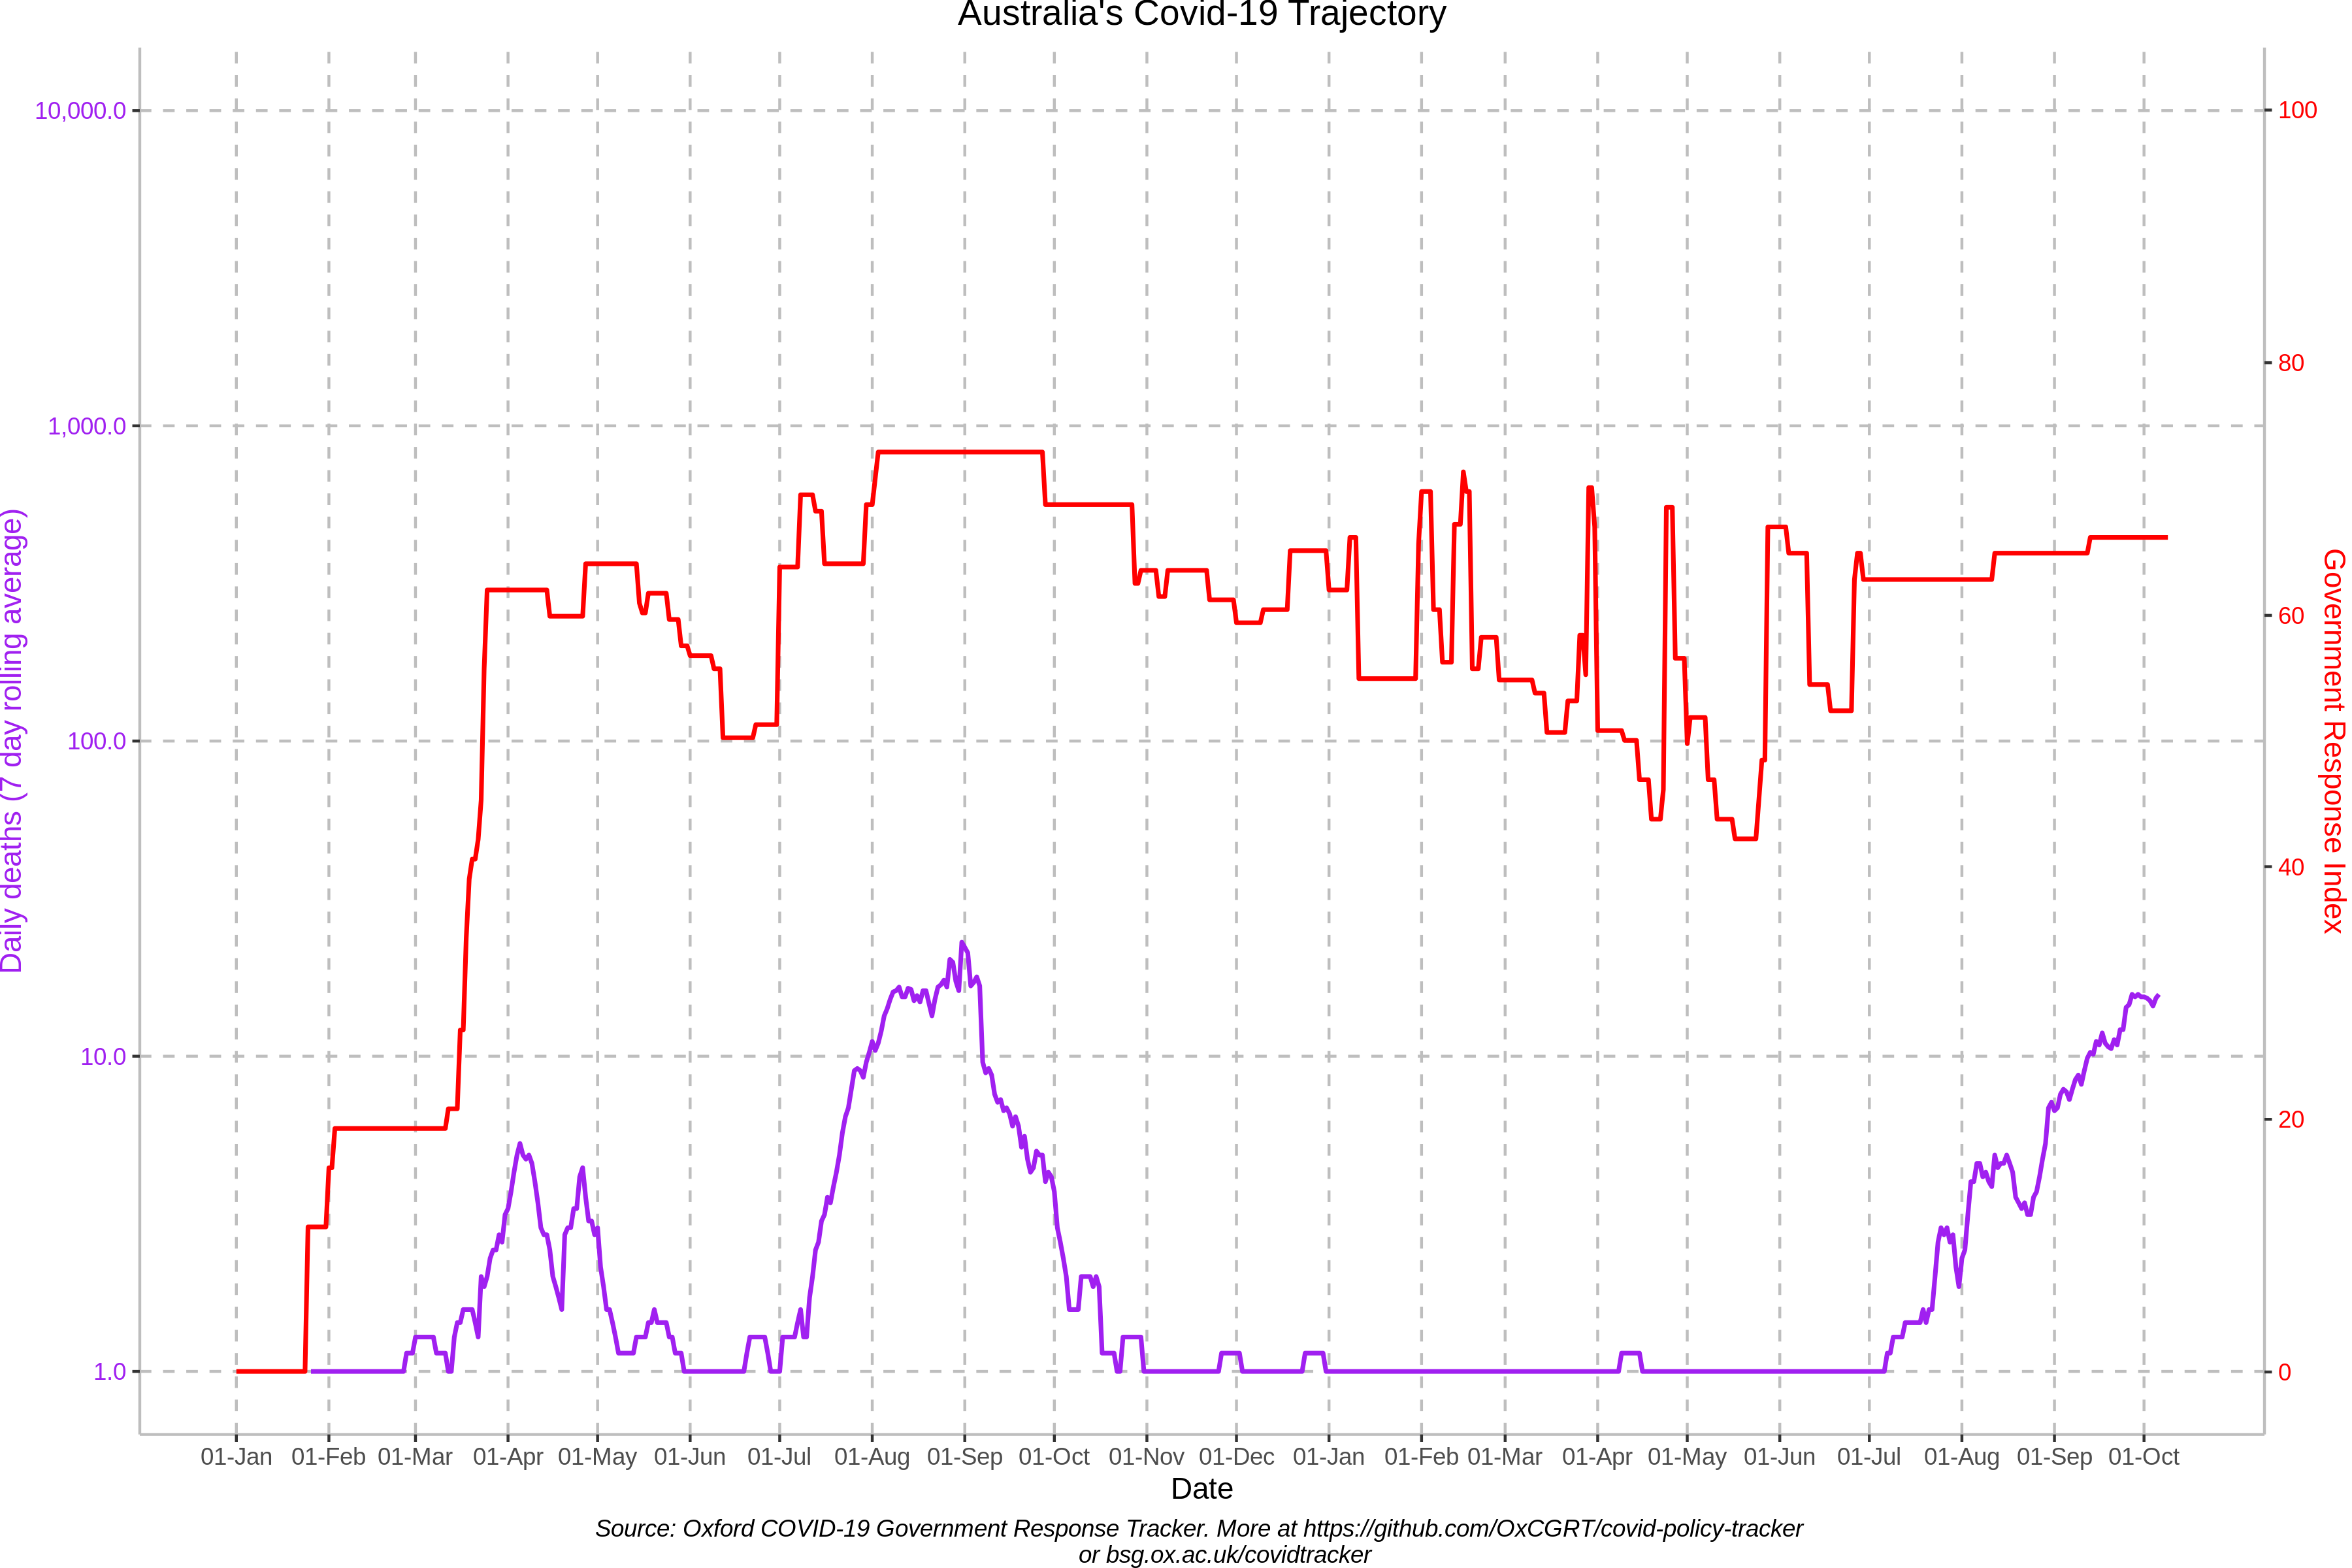 Australia's Covid-19 Trajectory
10,000.0
1,000.0
100.0
10.0
1.0
Daily deaths (7 day rolling average)
100
80
60
40
20
0
Government Response Index
01-Jan 01-Feb 01-Mar 01-Apr 01-May 01-Jun 01-Jul 01-Aug 01-Sep 01-Oct 01-Nov 01-Dec 01-Jan 01-Feb 01-Mar 01-Apr 01-May 01-Jun 01-Jul 01-Aug 01-Sep 01-Oct
Date
Source: Oxford COVID-19 Government Response Tracker. More at https://github.com/OxCGRT/covid-policy-tracker
or bsg.ox.ac.uk/covidtracker